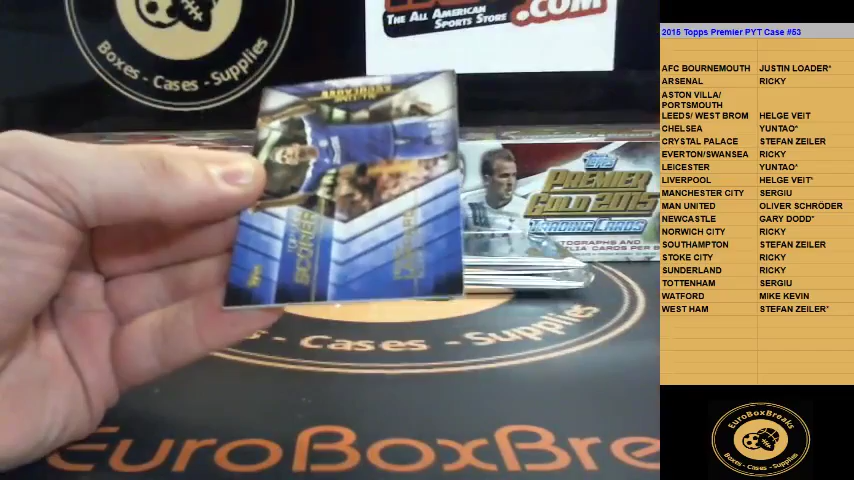 Boxes - Cases - Supplies
THE ALL AMERICAN
SPORTS STORE
.COM
SCORER
TOPPS
PREMIER
GOLD 2015
TRADING CARDS
- Cases - Supplies
EuroBoxBre
2015 Topps Premier PYT Case #53
AFC BOURNEMOUTH JUSTIN LOADER*
ARSENAL RICKY
ASTON VILLA/
PORTSMOUTH
LEEDS/ WEST BROM HELGE VEIT
CHELSEA YUNTAO*
CRYSTAL PALACE STEFAN ZEILER
EVERTON/SWANSEA RICKY
LEICESTER YUNTAO*
LIVERPOOL HELGE VEIT*
MANCHESTER CITY SERGIU
MAN UNITED OLIVER SCHRÖDER
NEWCASTLE GARY DODD*
NORWICH CITY RICKY
SOUTHAMPTON STEFAN ZEILER
STOKE CITY RICKY
SUNDERLAND RICKY
TOTTENHAM SERGIU
WATFORD MIKE KEVIN
WEST HAM STEFAN ZEILER*
EuroBoxBreaks
Boxes - Cases - Supplies